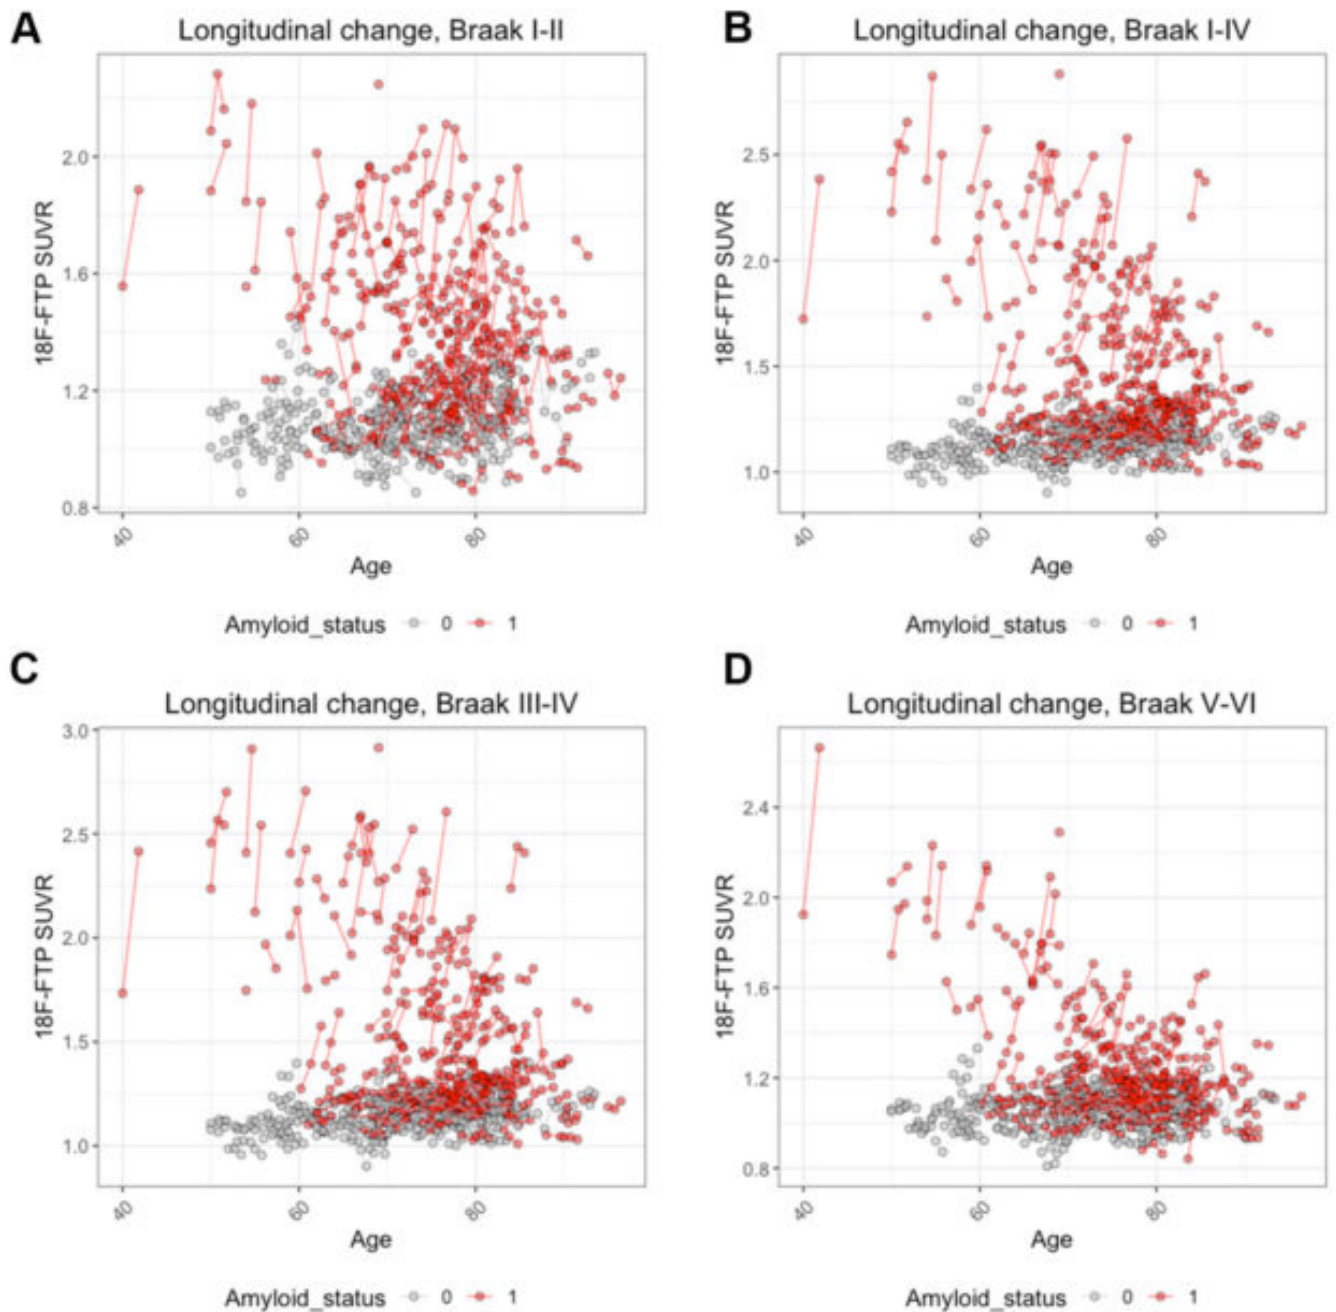 A
Longitudinal change, Braak I-II
18F-FTP SUVR
2.0
1.6
1.2
0.8
40
60
80
Age
Amyloid_status 0 1
B
Longitudinal change, Braak I-IV
18F-FTP SUVR
2.5
2.0
1.5
1.0
40
60
80
Age
Amyloid_status 0 1
C
Longitudinal change, Braak III-IV
18F-FTP SUVR
3.0
2.5
2.0
1.5
1.0
40
60
80
Age
Amyloid_status 0 1
D
Longitudinal change, Braak V-VI
18F-FTP SUVR
2.4
2.0
1.6
1.2
0.8
40
60
80
Age
Amyloid_status 0 1